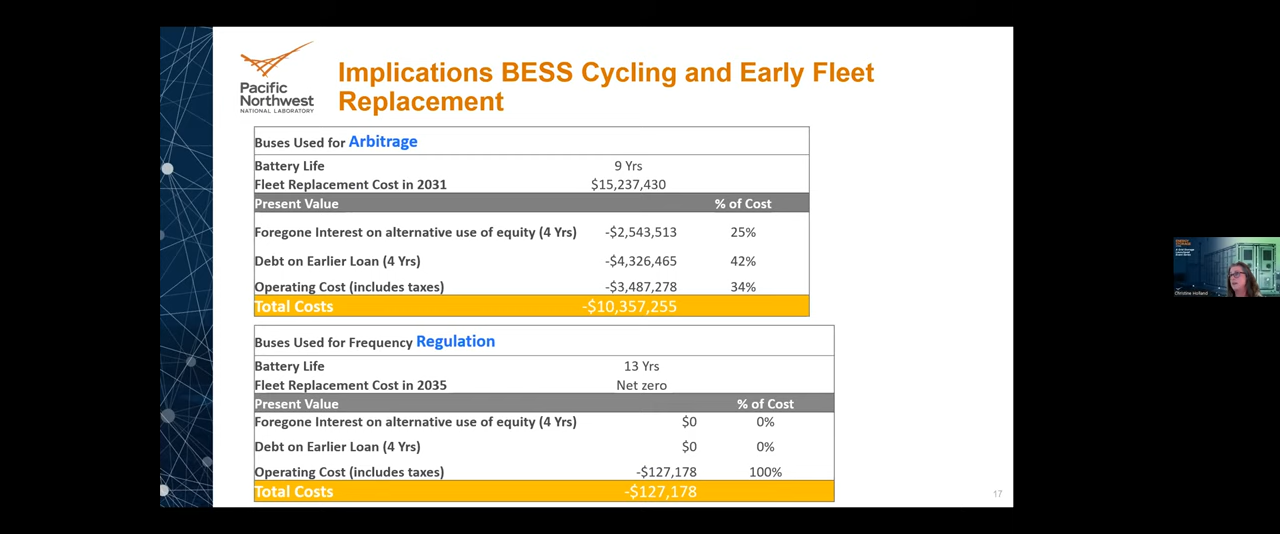 Pacific
Northwest
NATIONAL LABORATORY
Implications BESS Cycling and Early Fleet
Replacement
Buses Used for Arbitrage
Battery Life 9 Yrs
Fleet Replacement Cost in 2031 $15,237,430
Present Value % of Cost
Foregone Interest on alternative use of equity (4 Yrs) -$2,543,513 25%
Debt on Earlier Loan (4 Yrs) -$4,326,465 42%
Operating Cost (includes taxes) -$3,487,278 34%
Total Costs -$10,357,255
Buses Used for Frequency Regulation
Battery Life 13 Yrs
Fleet Replacement Cost in 2035 Net zero
Present Value % of Cost
Foregone Interest on alternative use of equity (4 Yrs) $0 0%
Debt on Earlier Loan (4 Yrs) $0 0%
Operating Cost (includes taxes) -$127,178 100%
Total Costs -$127,178
17
Christine Holland